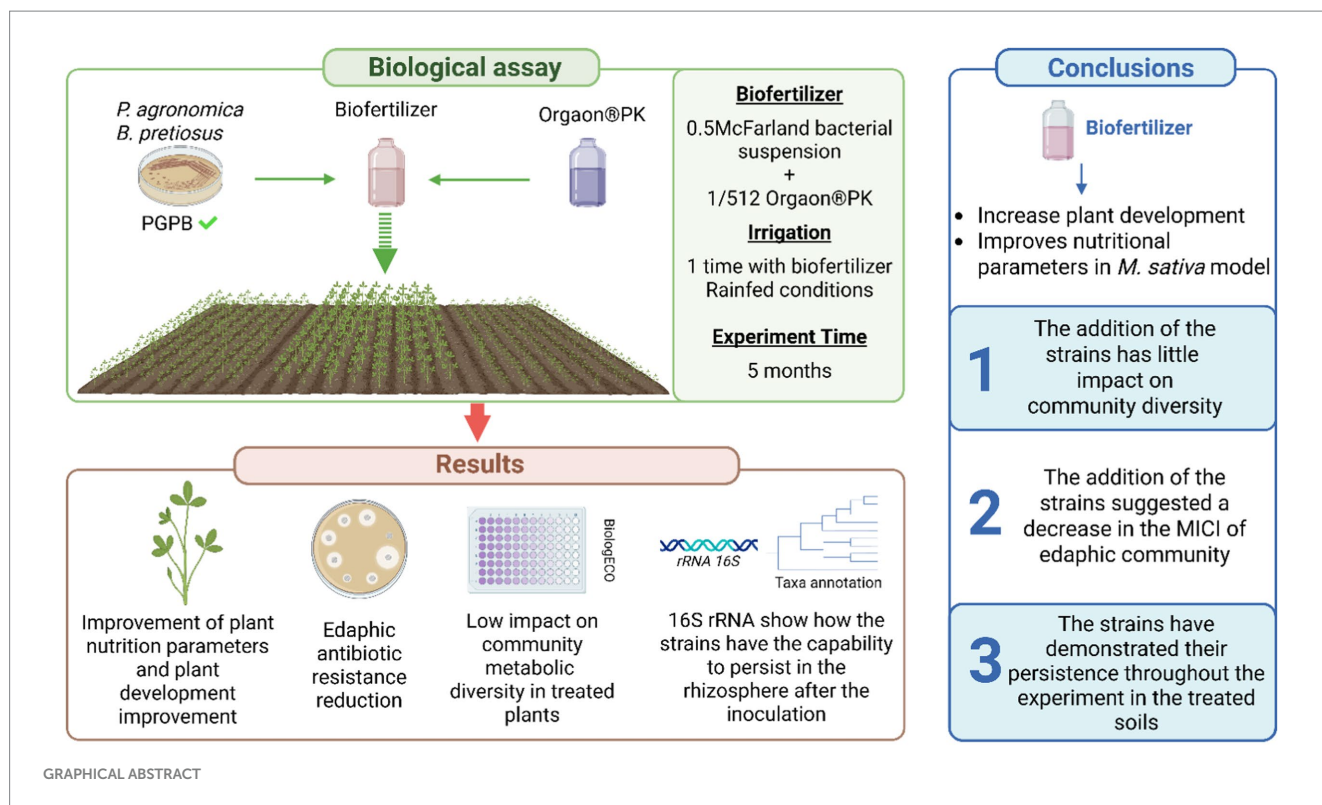 Biological assay
P. agronomica
B. pretiosus
PGPB
Biofertilizer
Orgaon®PK
Biofertilizer
0.5McFarland bacterial
suspension
+
1/512 Orgaon®PK
Irrigation
1 time with biofertilizer
Rainfed conditions
Experiment Time
5 months
Results
Improvement of plant
nutrition parameters
and plant
development
improvement
Edaphic
antibiotic
resistance
reduction
BiologECO
Low impact on
community
metabolic
diversity in treated
plants
rRNA 16S
Taxa annotation
16S rRNA show how the
strains have the capability
to persist in the
rhizosphere after the
inoculation
Conclusions
Biofertilizer
• Increase plant development
• Improves nutritional
parameters in M. sativa model
1
The addition of the
strains has little
impact on
community diversity
2
The addition of the
strains suggested a
decrease in the MICI of
edaphic community
3
The strains have
demonstrated their
persistence throughout the
experiment in the treated
soils
GRAPHICAL ABSTRACT